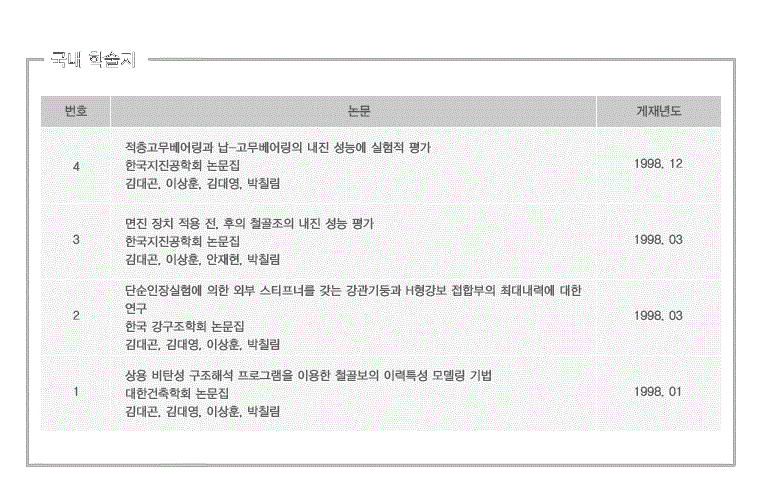 국내 학술지
번호 논문 게재년도
적층고무베어링과 납-고무베어링의 내진 성능에 실험적 평가
4 한국지진공학회 논문집 1998. 12
김대곤, 이상훈, 김대영, 박칠림
면진 장치 적용 전, 후의 철골조의 내진 성능 평가
3 한국지진공학회 논문집 1998. 03
김대곤, 이상훈, 안재현, 박칠림
단순인장실험에 의한 외부 스티프너를 갖는 강관기둥과 H형강보 접합부의 최대내력에 대한
연구
2 한국 강구조학회 논문집 1998. 03
김대곤, 김대영, 이상훈, 박칠림
상용 비탄성 구조해석 프로그램을 이용한 철골보의 이력특성 모델링 기법
1 대한건축학회 논문집 1998. 01
김대곤, 김대영, 이상훈, 박칠림